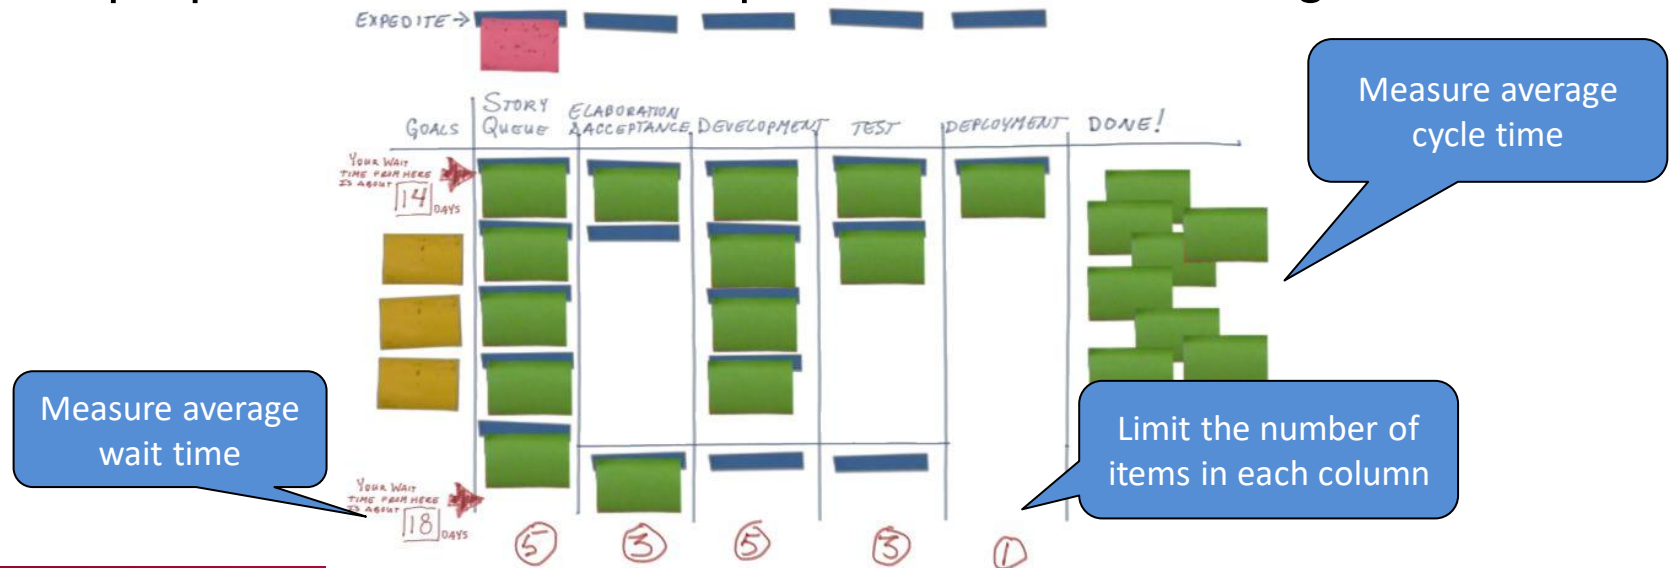 EXPEDITE →
GOALS
STORY
QUEUE
ELABORATION
& ACCEPTANCE
DEVELOPMENT
TEST
DEPLOYMENT
DONE!
YOUR WAIT
TIME FROM HERE
IS ABOUT
14 DAYS
Measure average
cycle time
Measure average
wait time
Limit the number of
items in each column
YOUR WAIT
TIME FROM HERE
IS ABOUT
18 DAYS
5 3 5 3 1